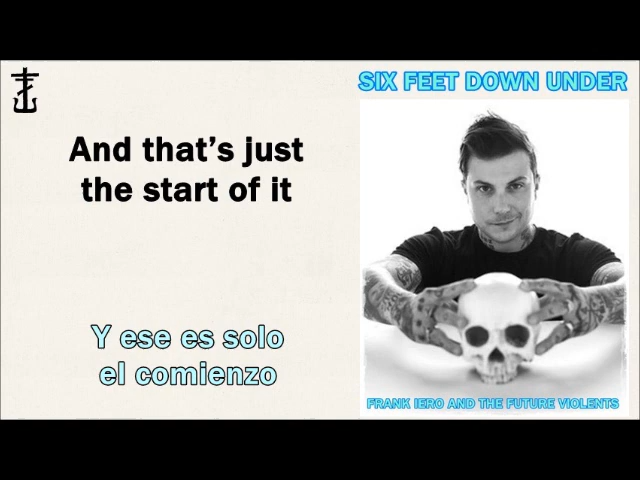 SIX FEET DOWN UNDER
And that's just
the start of it
Y ese es solo
el comienzo
FRANK IERO AND THE FUTURE VIOLENTS